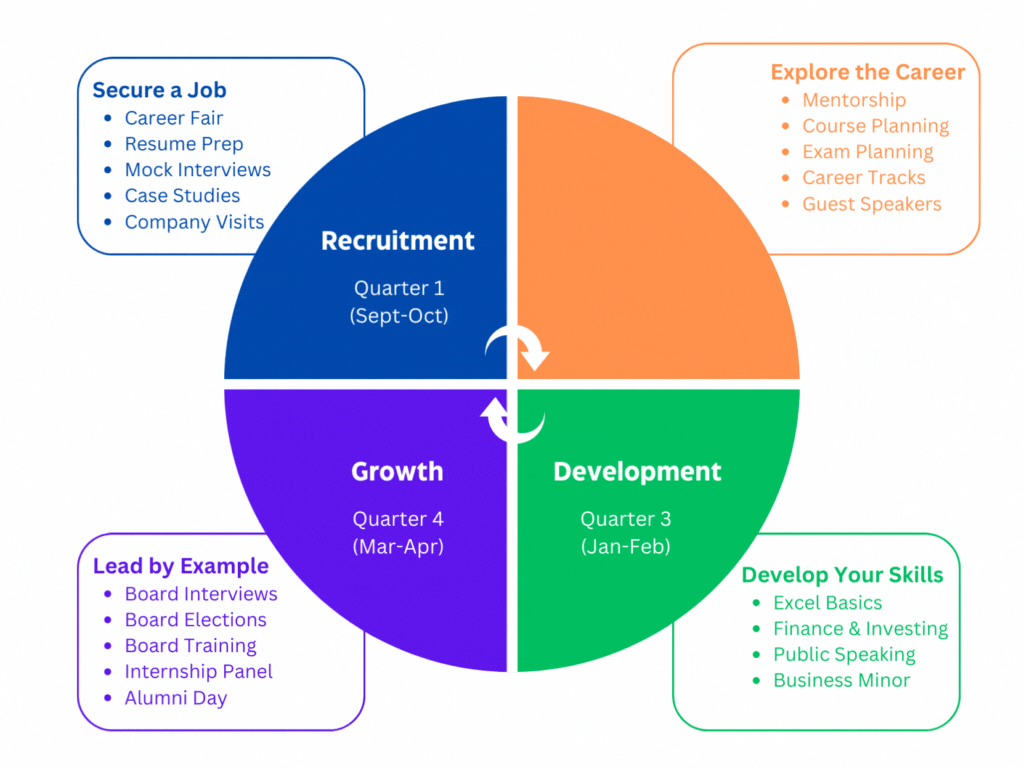 Secure a Job
• Career Fair
• Resume Prep
• Mock Interviews
• Case Studies
• Company Visits
Explore the Career
• Mentorship
• Course Planning
• Exam Planning
• Career Tracks
• Guest Speakers
Recruitment
Quarter 1
(Sept-Oct)
Growth
Quarter 4
(Mar-Apr)
Development
Quarter 3
(Jan-Feb)
Lead by Example
• Board Interviews
• Board Elections
• Board Training
• Internship Panel
• Alumni Day
Develop Your Skills
• Excel Basics
• Finance & Investing
• Public Speaking
• Business Minor